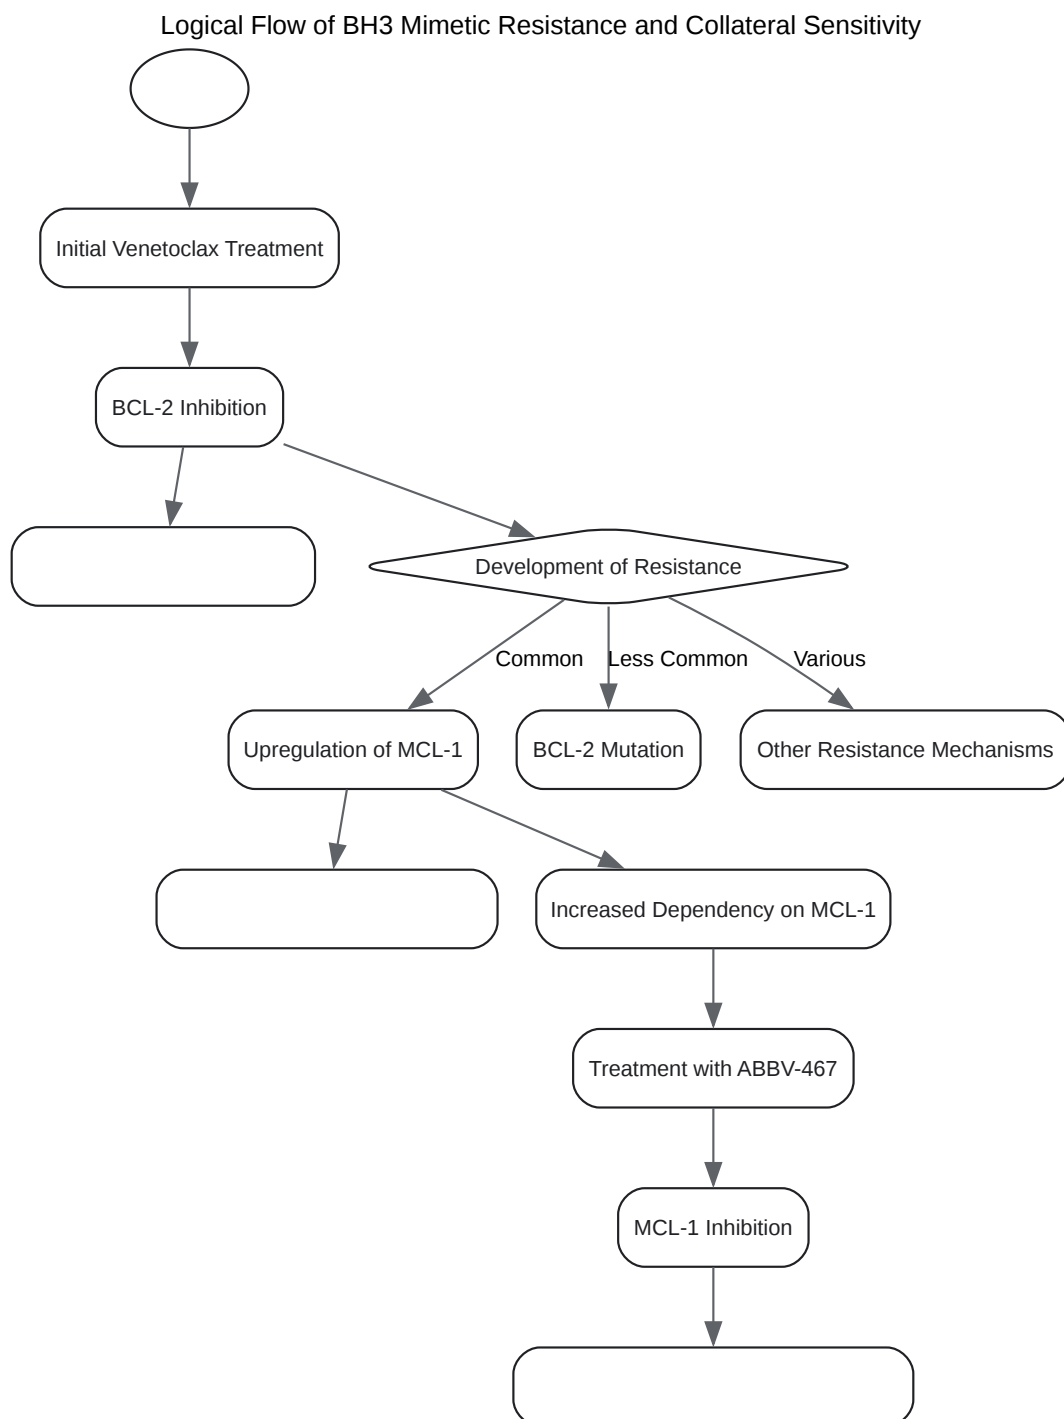 Logical Flow of BH3 Mimetic Resistance and Collateral Sensitivity
Initial Venetoclax Treatment
BCL-2 Inhibition
Development of Resistance
Common
Less Common
Various
Upregulation of MCL-1
BCL-2 Mutation
Other Resistance Mechanisms
Increased Dependency on MCL-1
Treatment with ABBV-467
MCL-1 Inhibition